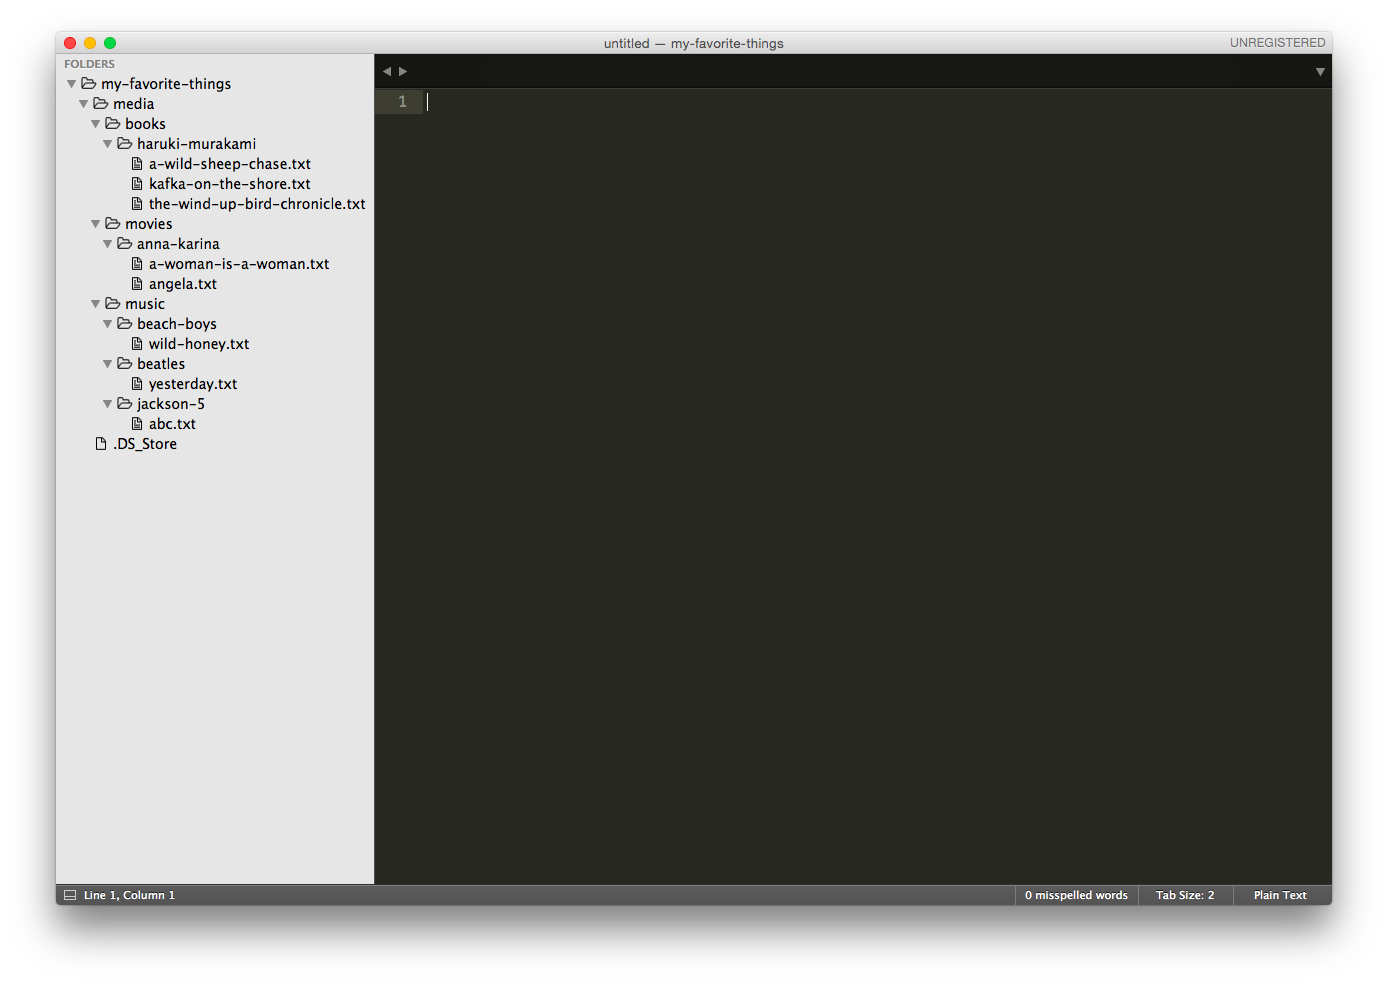 untitled — my-favorite-things
UNREGISTERED
FOLDERS
my-favorite-things
media
books
haruki-murakami
a-wild-sheep-chase.txt
kafka-on-the-shore.txt
the-wind-up-bird-chronicle.txt
movies
anna-karina
a-woman-is-a-woman.txt
angela.txt
music
beach-boys
wild-honey.txt
beatles
yesterday.txt
jackson-5
abc.txt
.DS_Store
1
Line 1, Column 1
0 misspelled words
Tab Size: 2
Plain Text